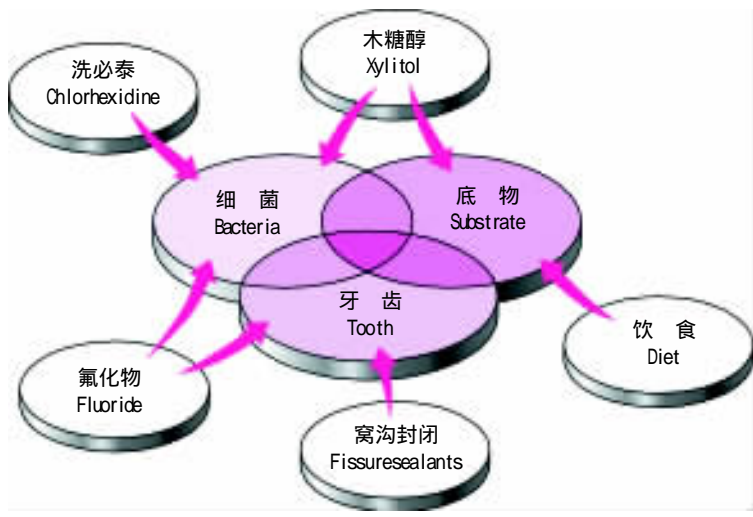 木糖醇
Xylitol
洗必泰
Chlorhexidine
细 菌
Bacteria
底 物
Substrate
牙 齿
Tooth
饮 食
Diet
氟化物
Fluoride
窝沟封闭
Fissuresealants